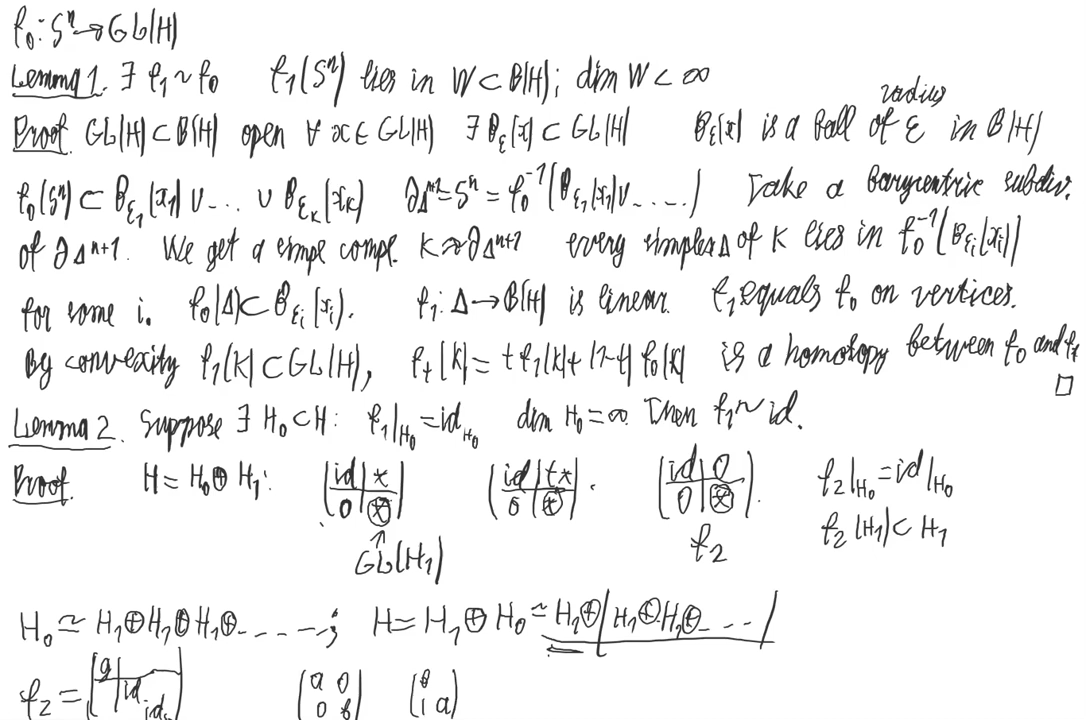 f₀: Sⁿ → GL(H)
Lemma 1. ∃ f₁ ~ f₀ f₁(Sⁿ) lies in W ⊂ B(H); dim W < ∞
Proof. GL(H) ⊂ B(H) open ∀ x ∈ GL(H) ∃ B_ε(x) ⊂ GL(H) B_ε(x) is a ball of radius ε in B(H)
f₀(Sⁿ) ⊂ B_ε₁(x₁) ∪ ... ∪ B_εₖ(xₖ) ∂Δⁿ⁺¹ = Sⁿ = f₀⁻¹(B_ε₁(x₁) ∪ .....) Take a barycentric subdiv.
of ∂Δⁿ⁺¹. We get a simpl compl. K ≈ ∂Δⁿ⁺¹ every simplex Δ of K lies in f₀⁻¹(B_εᵢ(xᵢ))
for some i. f₀(Δ) ⊂ B_εᵢ(xᵢ). f₁: Δ → B(H) is linear. f₁ equals f₀ on vertices.
By convexity f₁(K) ⊂ GL(H), f_t(k) = t f₁(k) + (1-t) f₀(k) is a homotopy between f₀ and f₁ □
Lemma 2. Suppose ∃ H₀ ⊂ H: f₁|_H₀ = id_H₀ dim H₀ = ∞. Then f₁ ~ id.
Proof. H = H₀ ⊕ H₁: (id | * / 0 | ⊛) (id | t* / 0 | ⊛). (id | 0 / 0 | ⊛). f₂|_H₀ = id|_H₀
↑ GL(H₁) f₂ f₂(H₁) ⊂ H₁
H₀ ≃ H₁ ⊕ H₁ ⊕ H₁ ⊕ .......; H = H₁ ⊕ H₀ ≃ H₁ ⊕ (H₁ ⊕ H₁ ⊕ ....)
f₂ = (g | / | id id) (a 0 / 0 b)